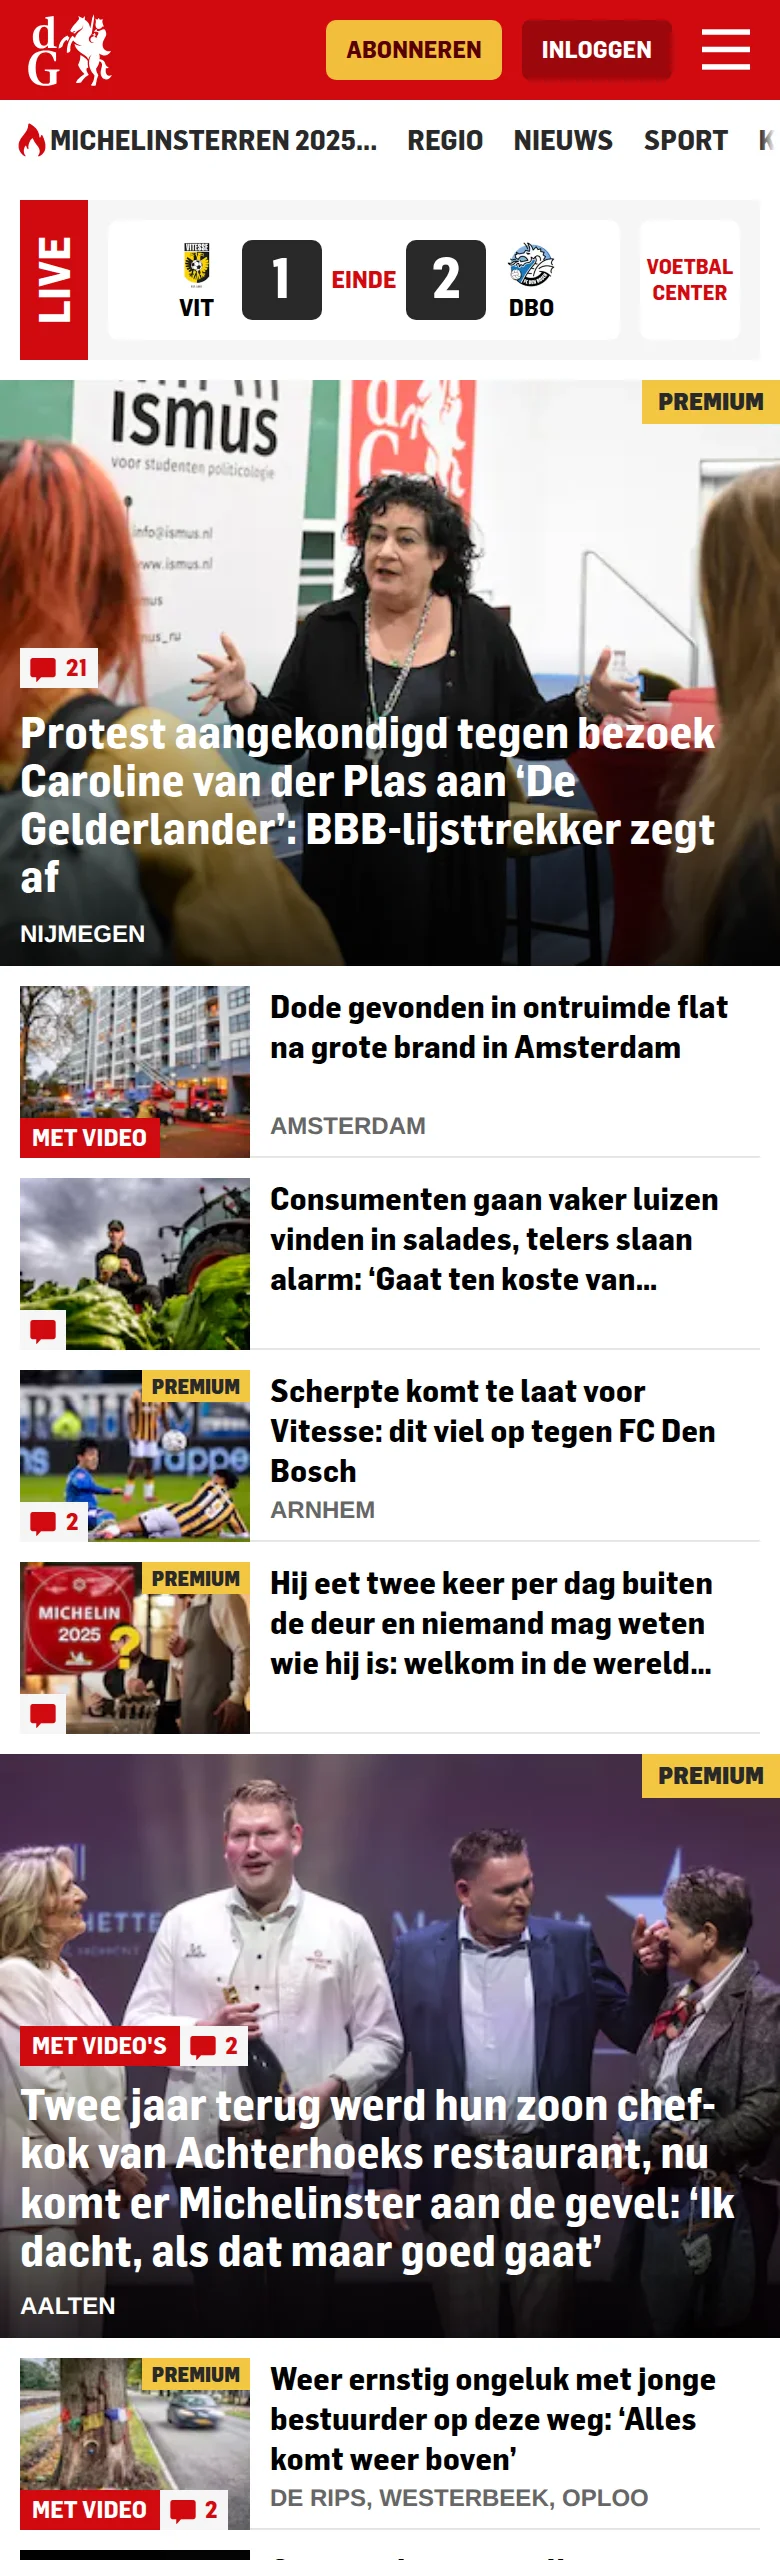 dG
ABONNEREN
INLOGGEN
MICHELINSTERREN 2025...
REGIO
NIEUWS
SPORT
LIVE
VITESSE
VIT
1
EINDE
2
DBO
VOETBAL
CENTER
PREMIUM
ismus
voor studenten politicologie
info@ismus.nl
www.ismus.nl
21
Protest aangekondigd tegen bezoek
Caroline van der Plas aan ‘De
Gelderlander’: BBB-lijsttrekker zegt
af
NIJMEGEN
MET VIDEO
Dode gevonden in ontruimde flat
na grote brand in Amsterdam
AMSTERDAM
Consumenten gaan vaker luizen
vinden in salades, telers slaan
alarm: ‘Gaat ten koste van...
PREMIUM
2
Scherpte komt te laat voor
Vitesse: dit viel op tegen FC Den
Bosch
ARNHEM
PREMIUM
MICHELIN
2025
?
Hij eet twee keer per dag buiten
de deur en niemand mag weten
wie hij is: welkom in de wereld...
PREMIUM
MET VIDEO'S
2
Twee jaar terug werd hun zoon chef-
kok van Achterhoeks restaurant, nu
komt er Michelinster aan de gevel: ‘Ik
dacht, als dat maar goed gaat’
AALTEN
PREMIUM
MET VIDEO
2
Weer ernstig ongeluk met jonge
bestuurder op deze weg: ‘Alles
komt weer boven’
DE RIPS, WESTERBEEK, OPLOO